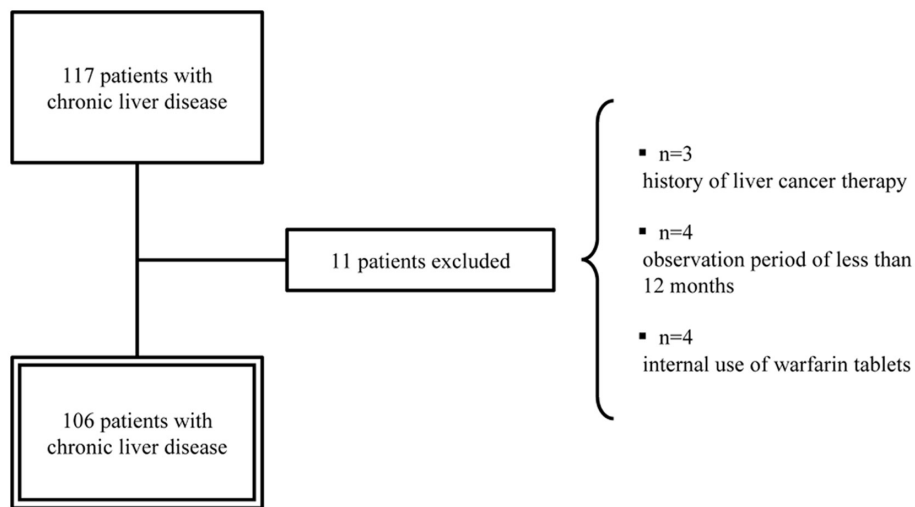 117 patients with
chronic liver disease
11 patients excluded
▪ n=3
history of liver cancer therapy
▪ n=4
observation period of less than
12 months
▪ n=4
internal use of warfarin tablets
106 patients with
chronic liver disease